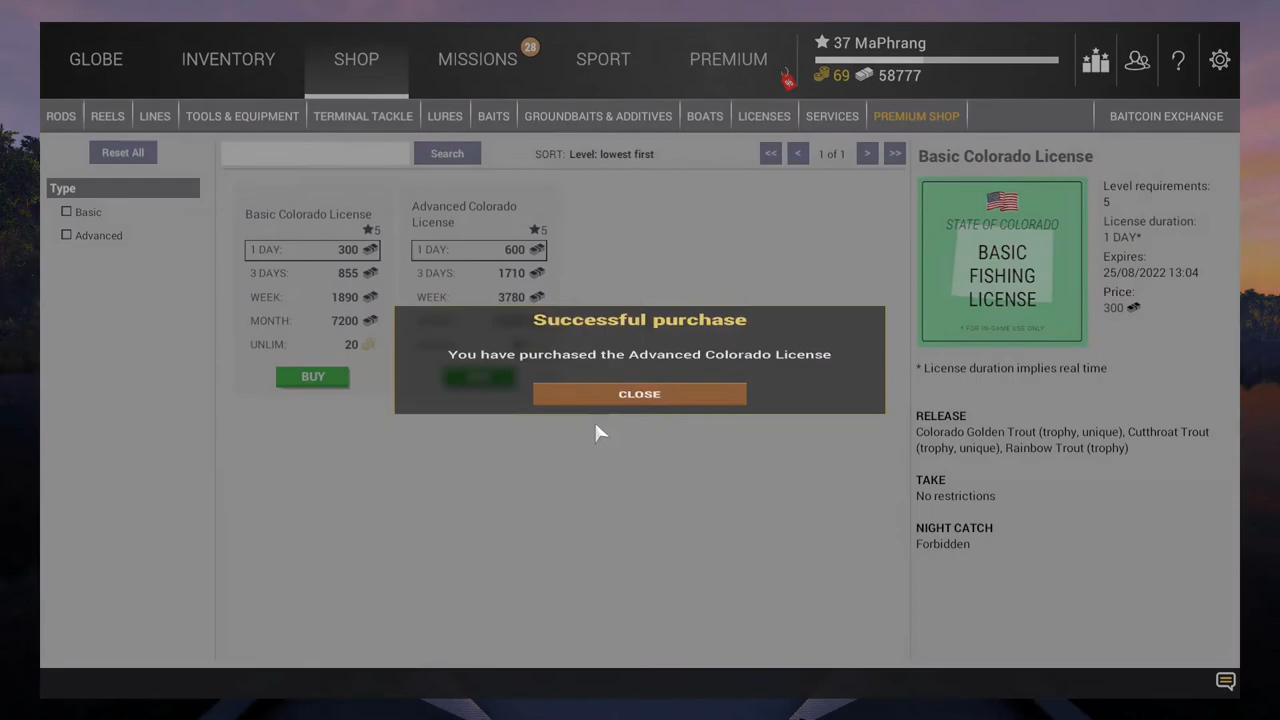 GLOBE
INVENTORY
SHOP
MISSIONS
28
SPORT
PREMIUM
37 MaPhrang
69 58777
?
RODS
REELS
LINES
TOOLS & EQUIPMENT
TERMINAL TACKLE
LURES
BAITS
GROUNDBAITS & ADDITIVES
BOATS
LICENSES
SERVICES
PREMIUM SHOP
BAITCOIN EXCHANGE
Reset All
Search
SORT: Level: lowest first
<< < 1 of 1 > >>
Type
Basic
Advanced
Basic Colorado License
5
1 DAY: 300
3 DAYS: 855
WEEK: 1890
MONTH: 7200
UNLIM: 20
BUY
Advanced Colorado
License
5
1 DAY: 600
3 DAYS: 1710
WEEK: 3780
Successful purchase
You have purchased the Advanced Colorado License
CLOSE
Basic Colorado License
STATE OF COLORADO
BASIC
FISHING
LICENSE
* FOR IN-GAME USE ONLY
Level requirements:
5
License duration:
1 DAY*
Expires:
25/08/2022 13:04
Price:
300
* License duration implies real time
RELEASE
Colorado Golden Trout (trophy, unique), Cutthroat Trout
(trophy, unique), Rainbow Trout (trophy)
TAKE
No restrictions
NIGHT CATCH
Forbidden